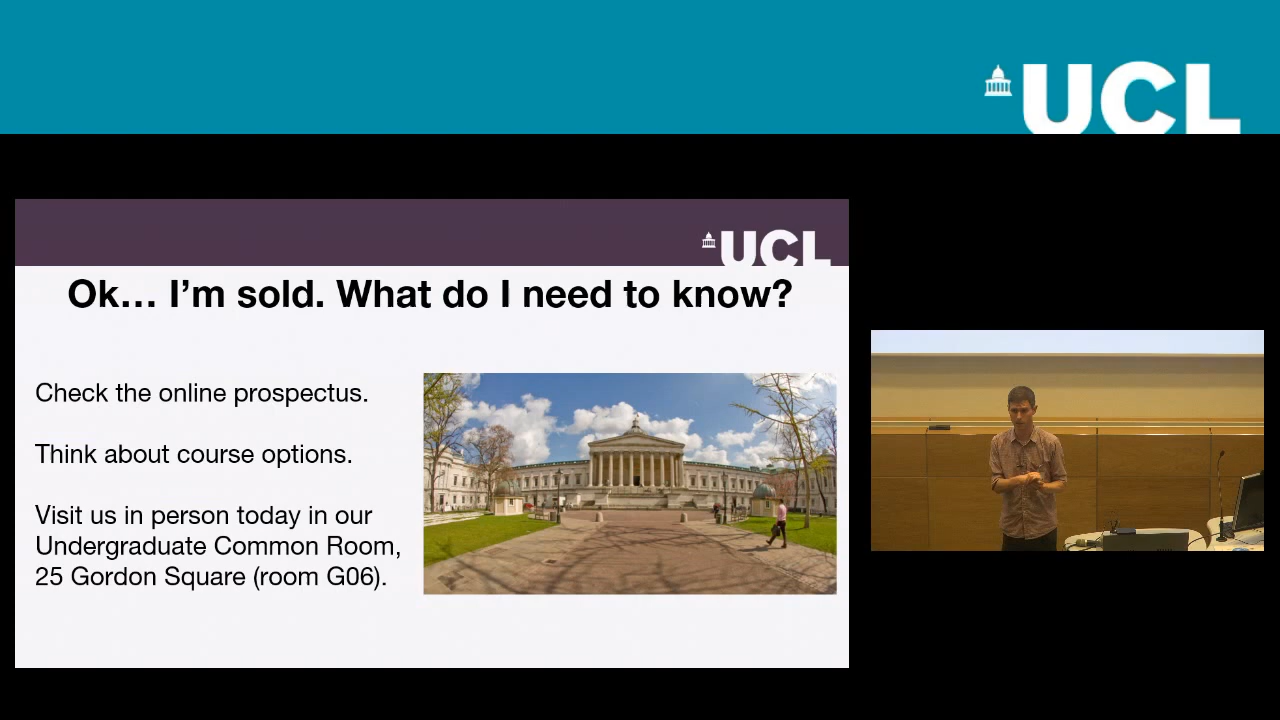 UCL
UCL
Ok… I’m sold. What do I need to know?
Check the online prospectus.
Think about course options.
Visit us in person today in our
Undergraduate Common Room,
25 Gordon Square (room G06).